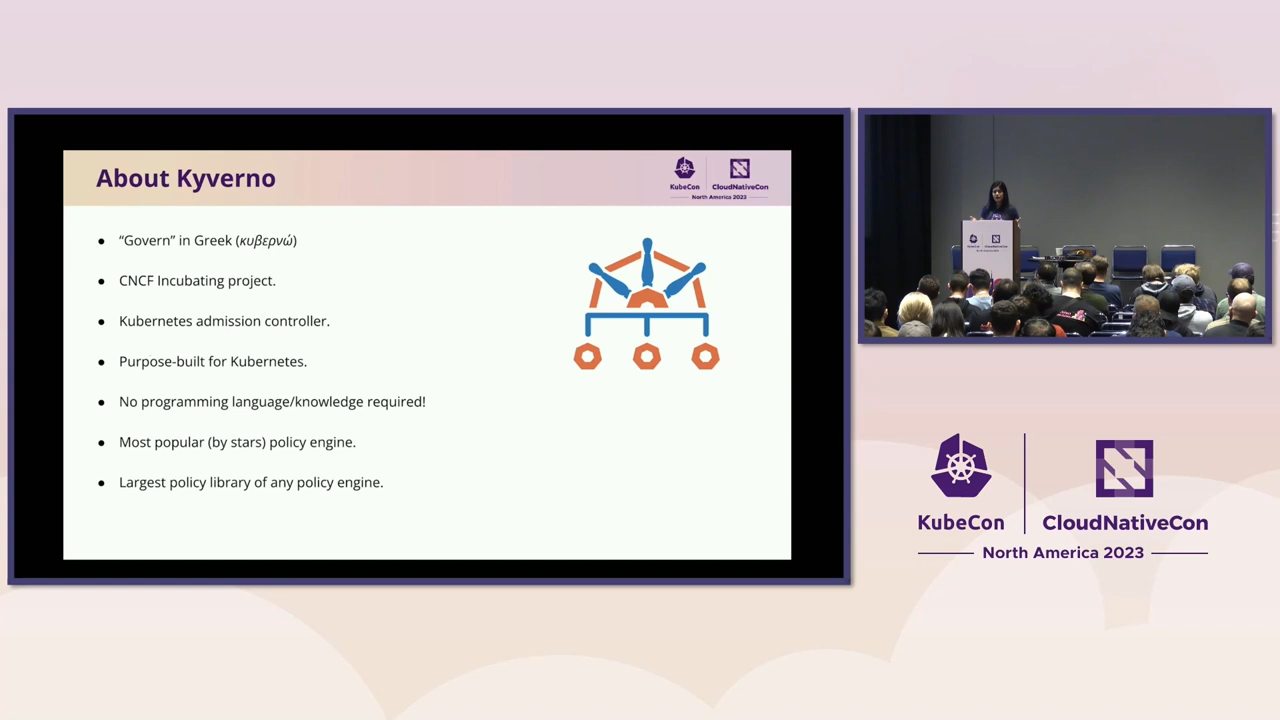 About Kyverno
KubeCon
CloudNativeCon
North America 2023
● “Govern” in Greek (κυβερνώ)
● CNCF Incubating project.
● Kubernetes admission controller.
● Purpose-built for Kubernetes.
● No programming language/knowledge required!
● Most popular (by stars) policy engine.
● Largest policy library of any policy engine.
KubeCon
CloudNativeCon
North America 2023